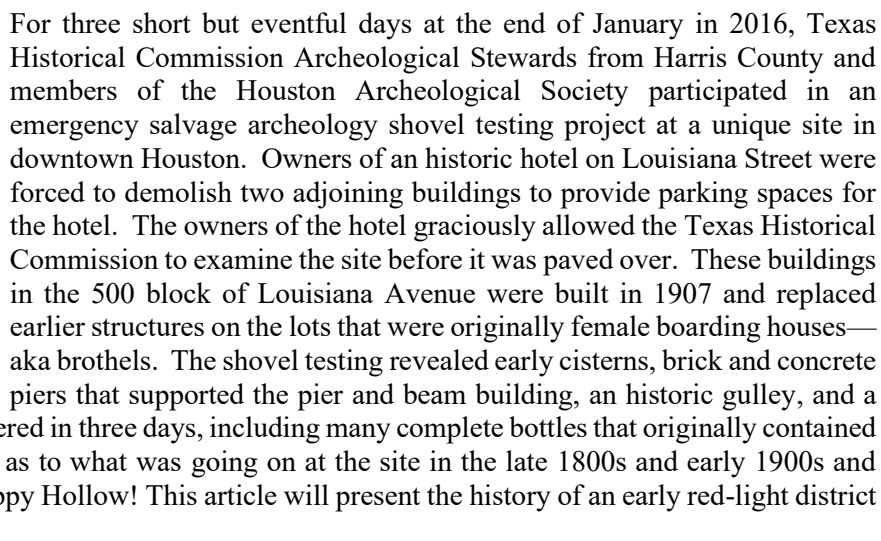 For three short but eventful days at the end of January in 2016, Texas
Historical Commission Archeological Stewards from Harris County and
members of the Houston Archeological Society participated in an
emergency salvage archeology shovel testing project at a unique site in
downtown Houston. Owners of an historic hotel on Louisiana Street were
forced to demolish two adjoining buildings to provide parking spaces for
the hotel. The owners of the hotel graciously allowed the Texas Historical
Commission to examine the site before it was paved over. These buildings
in the 500 block of Louisiana Avenue were built in 1907 and replaced
earlier structures on the lots that were originally female boarding houses—
aka brothels. The shovel testing revealed early cisterns, brick and concrete
piers that supported the pier and beam building, an historic gulley, and a
in three days, including many complete bottles that originally contained
as to what was going on at the site in the late 1800s and early 1900s and
Hollow! This article will present the history of an early red-light district